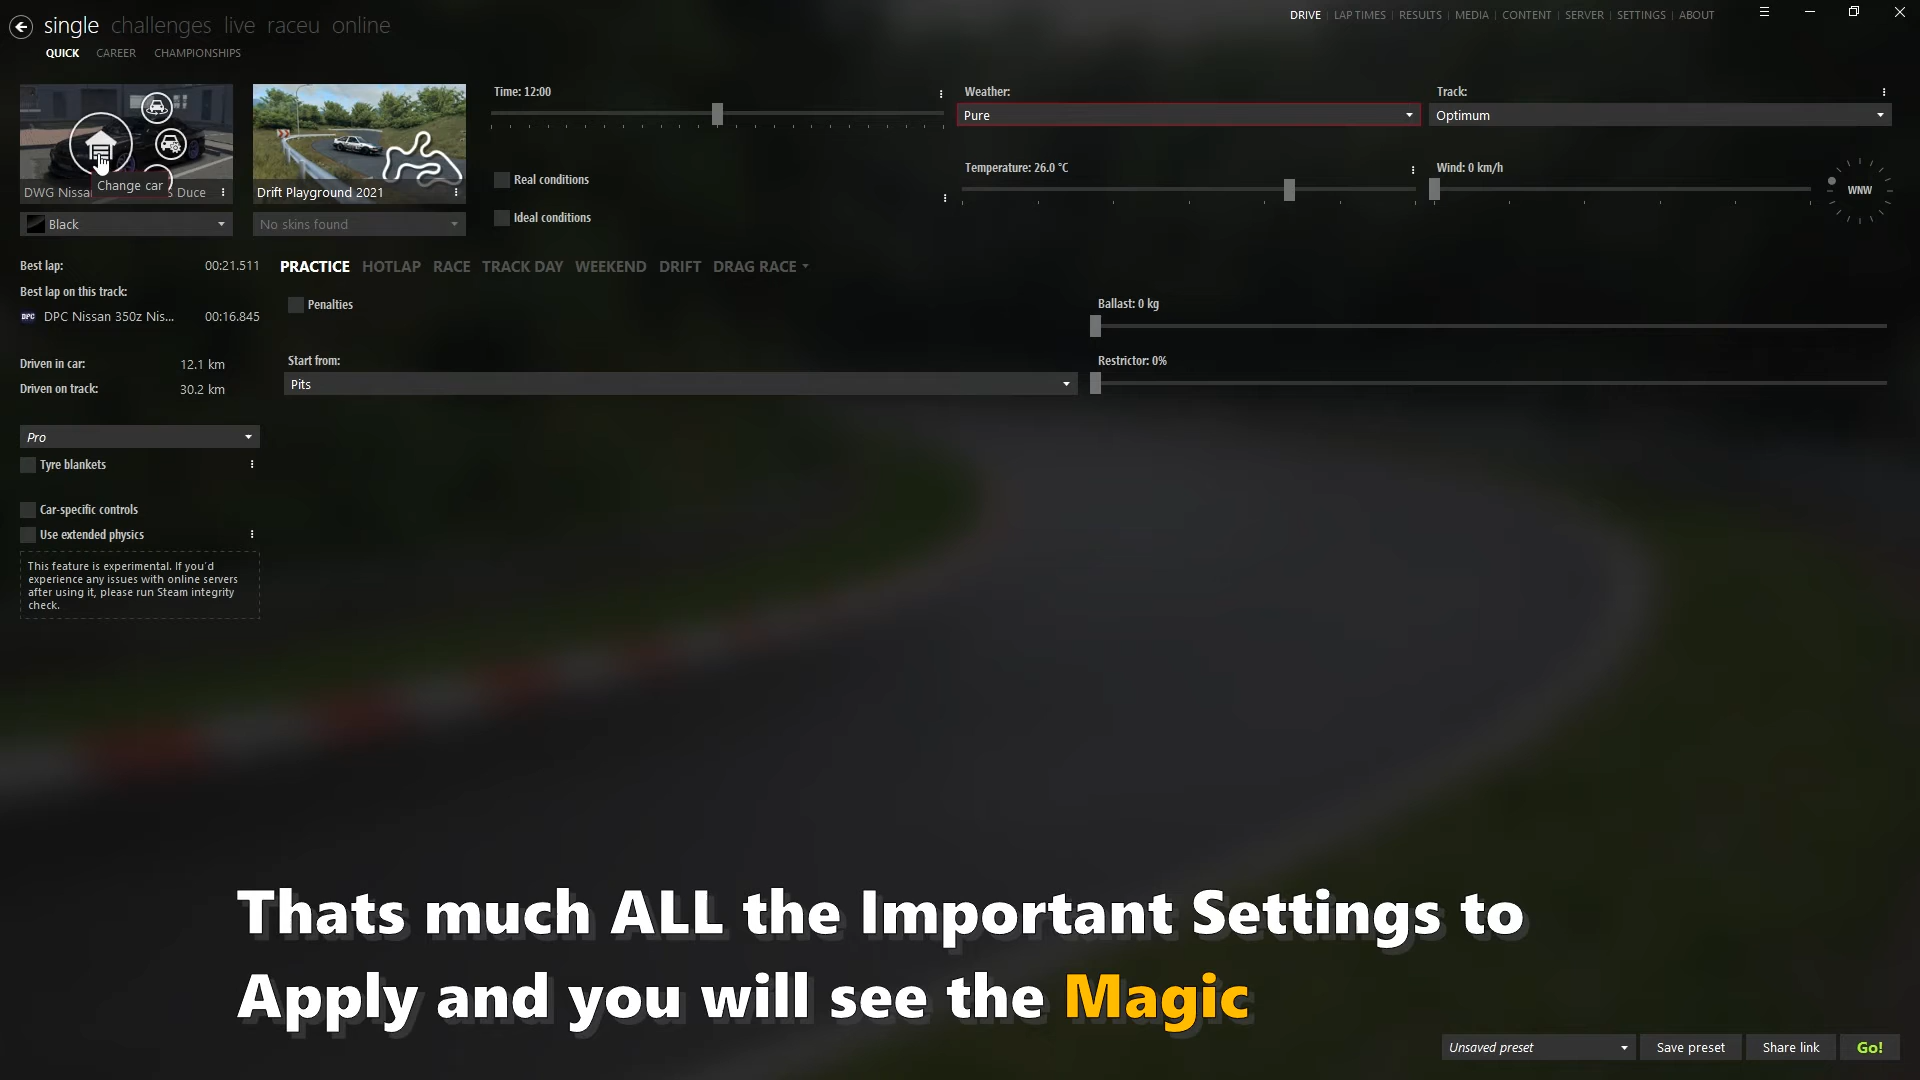 single challenges live raceu online
DRIVE | LAP TIMES | RESULTS | MEDIA | CONTENT | SERVER | SETTINGS | ABOUT
QUICK CAREER CHAMPIONSHIPS
Time: 12:00
Weather:
Track:
Pure
Optimum
Temperature: 26.0 °C
Wind: 0 km/h
WNW
Real conditions
Ideal conditions
Change car
DWG Nissa s Duce
Drift Playground 2021
Black
No skins found
Best lap: 00:21.511
Best lap on this track:
DPC DPC Nissan 350z Nis... 00:16.845
Driven in car: 12.1 km
Driven on track: 30.2 km
PRACTICE HOTLAP RACE TRACK DAY WEEKEND DRIFT DRAG RACE
Penalties
Ballast: 0 kg
Start from:
Pits
Restrictor: 0%
Pro
Tyre blankets
Car-specific controls
Use extended physics
This feature is experimental. If you'd
experience any issues with online servers
after using it, please run Steam integrity
check.
Thats much ALL the Important Settings to
Apply and you will see the Magic
Unsaved preset
Save preset
Share link
Go!